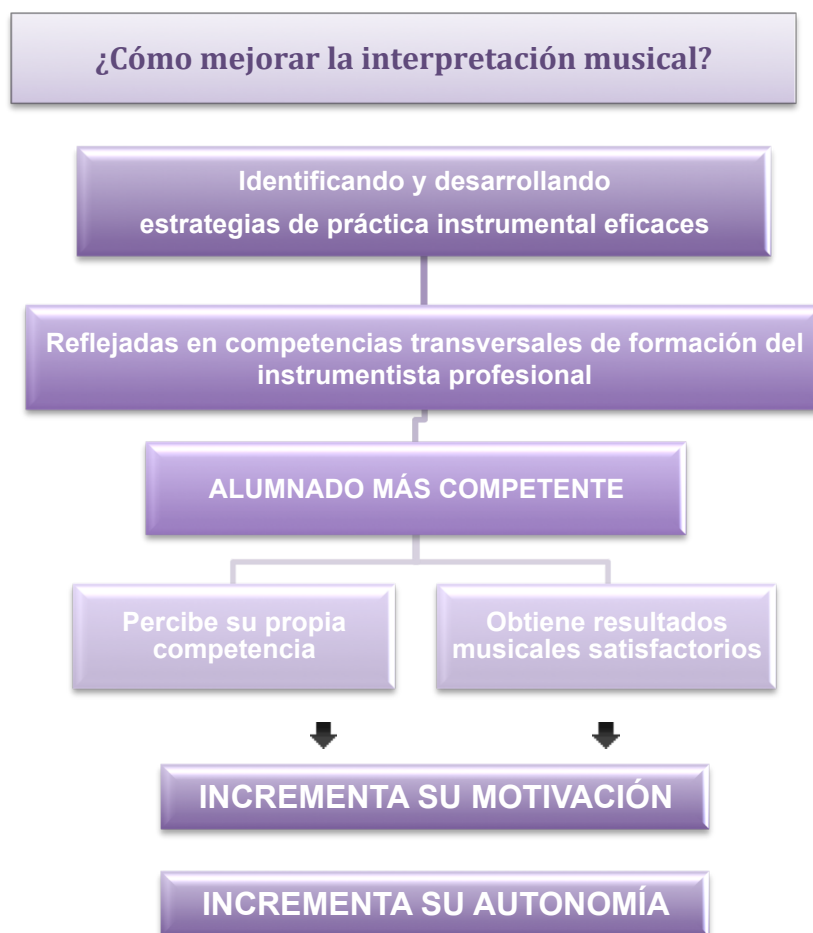 ¿Cómo mejorar la interpretación musical?
Identificando y desarrollando
estrategias de práctica instrumental eficaces
Reflejadas en competencias transversales de formación del
instrumentista profesional
ALUMNADO MÁS COMPETENTE
Percibe su propia
competencia
Obtiene resultados
musicales satisfactorios
INCREMENTA SU MOTIVACIÓN
INCREMENTA SU AUTONOMÍA